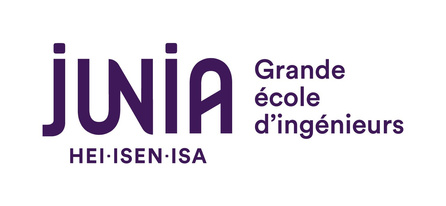 JUNIA
HEI·ISEN·ISA
Grande
école
d'ingénieurs